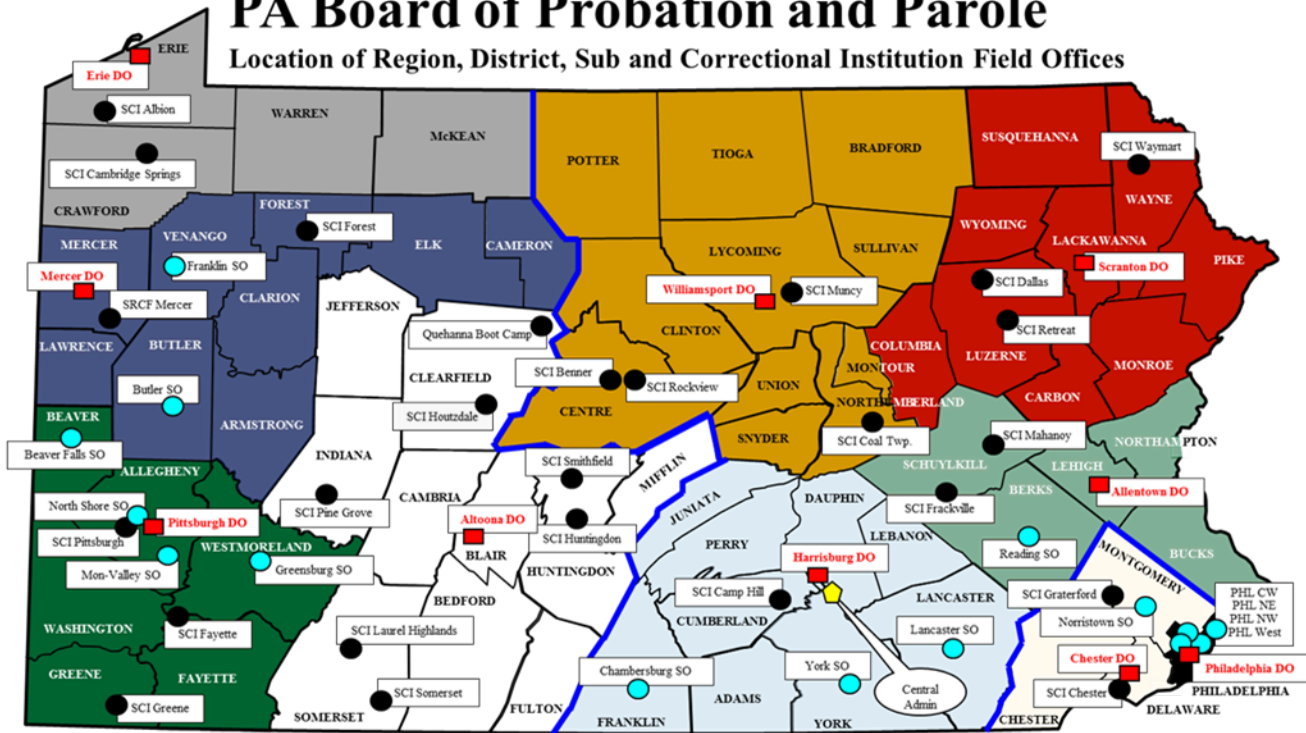 PA Board of Probation and Parole
Location of Region, District, Sub and Correctional Institution Field Offices
ERIE
Erie DO
SCI Albion
WARREN
McKEAN
POTTER
TIOGA
BRADFORD
SUSQUEHANNA
SCI Waymart
SCI Cambridge Springs
CRAWFORD
WAYNE
FOREST
SCI Forest
MERCER
VENANGO
ELK
CAMERON
LYCOMING
SULLIVAN
WYOMING
LACKAWANNA
PIKE
Mercer DO
Franklin SO
Scranton DO
SRCF Mercer
CLARION
JEFFERSON
Williamsport DO
SCI Muncy
SCI Dallas
LAWRENCE
BUTLER
Quehanna Boot Camp
CLINTON
SCI Retreat
COLUMBIA
LUZERNE
MONROE
Butler SO
CLEARFIELD
SCI Benner
SCI Rockview
UNION
MONTOUR
CARBON
BEAVER
SCI Houtzdale
CENTRE
NORTHUMBERLAND
Beaver Falls SO
ARMSTRONG
SNYDER
SCI Coal Twp.
SCI Mahanoy
NORTHAMPTON
ALLEGHENY
INDIANA
SCI Smithfield
MIFFLIN
SCHUYLKILL
LEHIGH
North Shore SO
Pittsburgh DO
SCI Pine Grove
CAMBRIA
JUNIATA
DAUPHIN
BERKS
Allentown DO
SCI Pittsburgh
Altoona DO
SCI Huntingdon
SCI Frackville
WESTMORELAND
BLAIR
PERRY
LEBANON
Reading SO
BUCKS
Mon-Valley SO
Greensburg SO
HUNTINGDON
Harrisburg DO
MONTGOMERY
BEDFORD
SCI Camp Hill
LANCASTER
SCI Graterford
PHL CW
PHL NE
PHL NW
PHL West
WASHINGTON
SCI Fayette
SCI Laurel Highlands
CUMBERLAND
Lancaster SO
Norristown SO
GREENE
FAYETTE
Chambersburg SO
York SO
Chester DO
Philadelphia DO
SCI Greene
SCI Somerset
ADAMS
Central
Admin
SCI Chester
PHILADELPHIA
SOMERSET
FULTON
FRANKLIN
YORK
CHESTER
DELAWARE